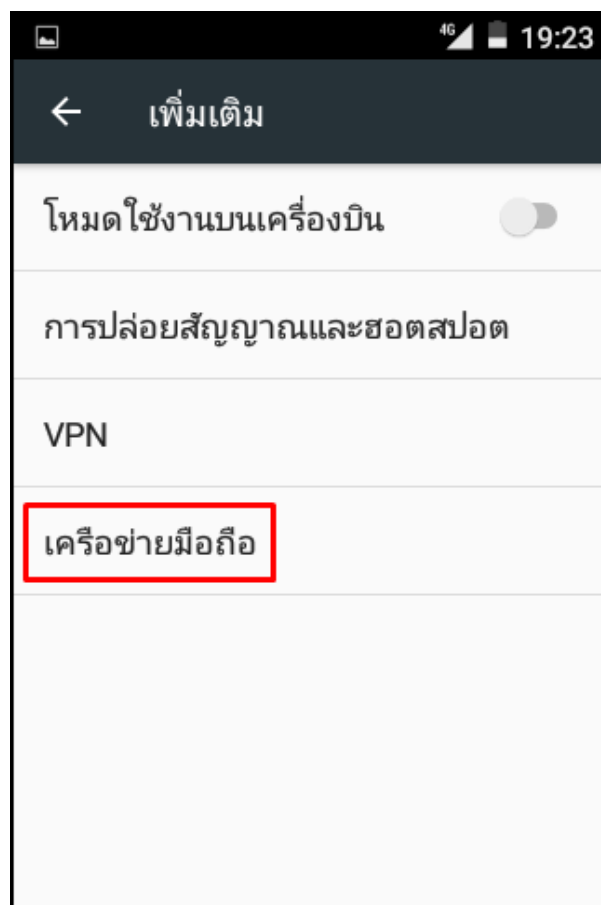 4G 19:23
เพิ่มเติม
โหมดใช้งานบนเครื่องบิน
การปล่อยสัญญาณและฮอตสปอต
VPN
เครือข่ายมือถือ